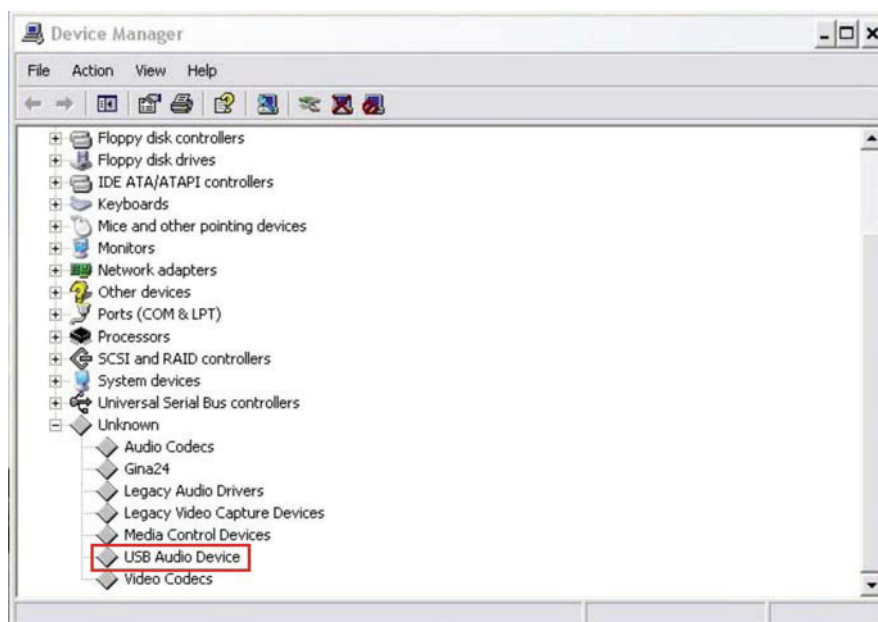 Device Manager
File Action View Help
Floppy disk controllers
Floppy disk drives
IDE ATA/ATAPI controllers
Keyboards
Mice and other pointing devices
Monitors
Network adapters
Other devices
Ports (COM & LPT)
Processors
SCSI and RAID controllers
System devices
Universal Serial Bus controllers
Unknown
Audio Codecs
Gina24
Legacy Audio Drivers
Legacy Video Capture Devices
Media Control Devices
USB Audio Device
Video Codecs